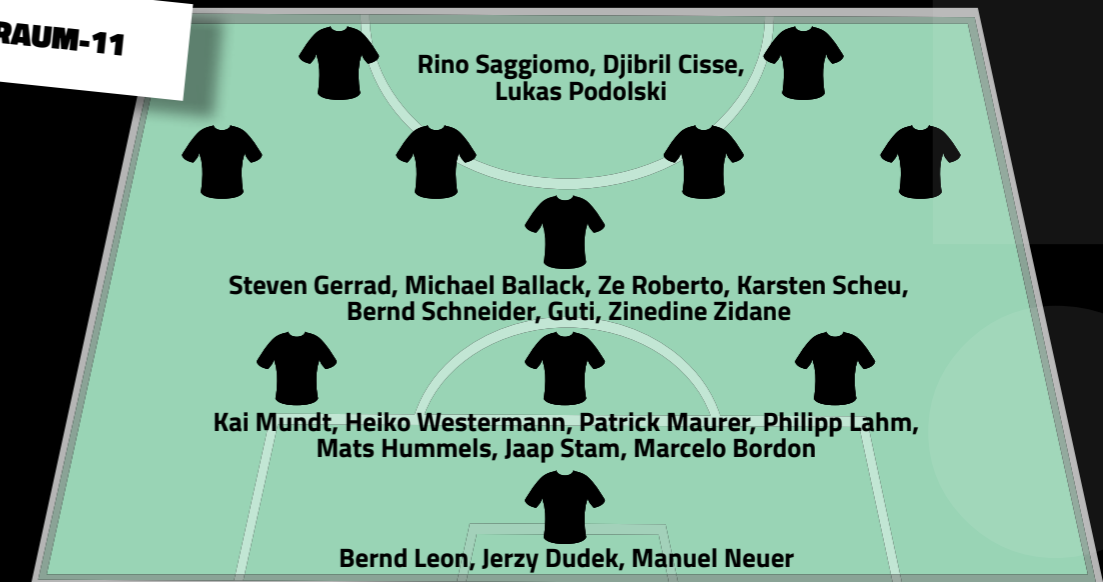 RAUM-11
Rino Saggiomo, Djibril Cisse,
Lukas Podolski
Steven Gerrad, Michael Ballack, Ze Roberto, Karsten Scheu,
Bernd Schneider, Guti, Zinedine Zidane
Kai Mundt, Heiko Westermann, Patrick Maurer, Philipp Lahm,
Mats Hummels, Jaap Stam, Marcelo Bordon
Bernd Leon, Jerzy Dudek, Manuel Neuer